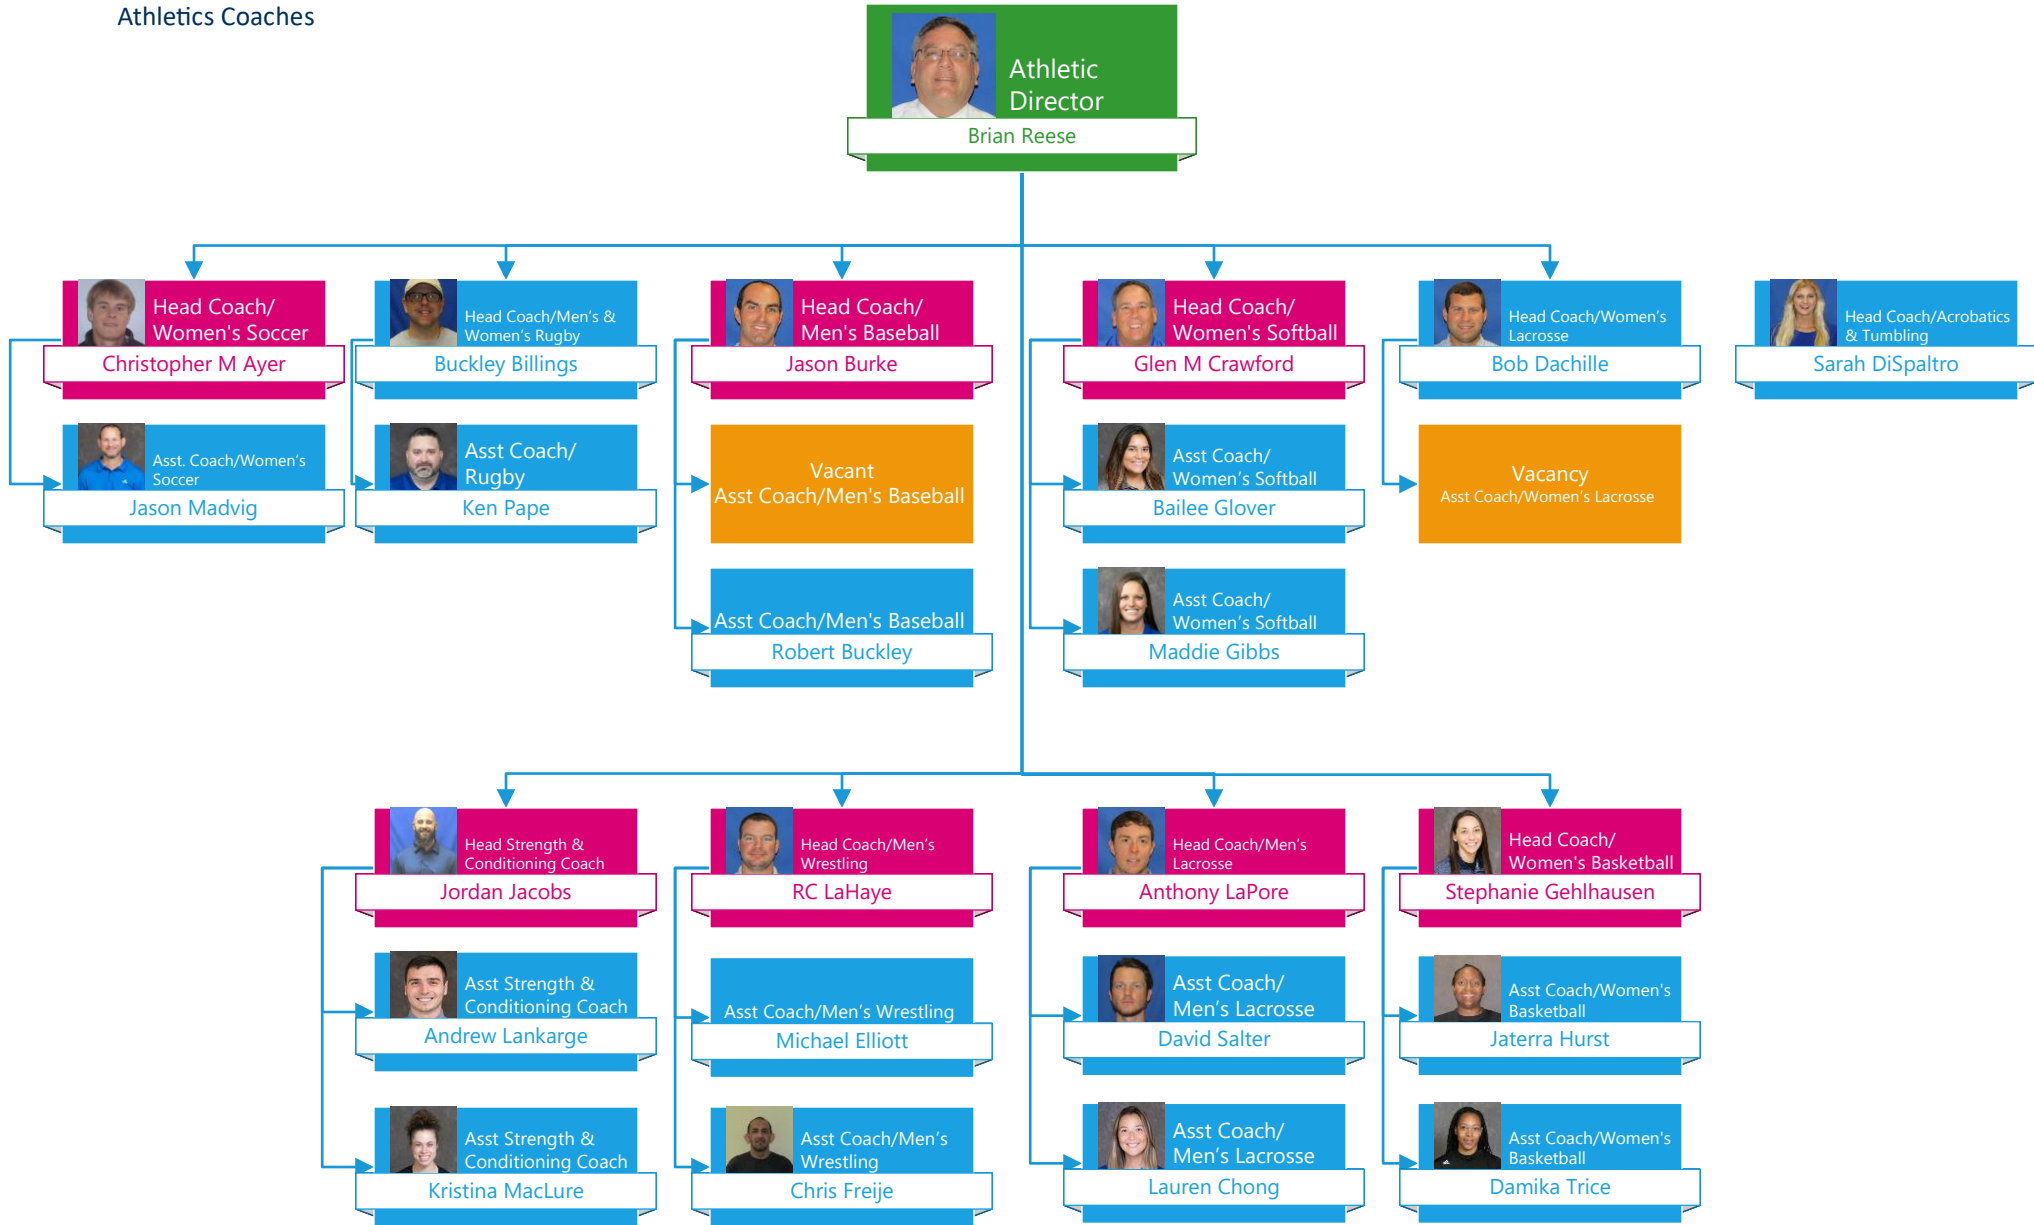 Athletics Coaches
Athletic
Director
Brian Reese
Head Coach/
Women's Soccer
Christopher M Ayer
Head Coach/Men's &
Women's Rugby
Buckley Billings
Head Coach/
Men's Baseball
Jason Burke
Head Coach/
Women's Softball
Glen M Crawford
Head Coach/Women's
Lacrosse
Bob Dachille
Head Coach/Acrobatics
& Tumbling
Sarah DiSpaltro
Asst. Coach/Women's
Soccer
Jason Madvig
Asst Coach/
Rugby
Ken Pape
Vacant
Asst Coach/Men's Baseball
Asst Coach/
Women's Softball
Bailee Glover
Vacancy
Asst Coach/Women's Lacrosse
Asst Coach/Men's Baseball
Robert Buckley
Asst Coach/
Women's Softball
Maddie Gibbs
Head Strength &
Conditioning Coach
Jordan Jacobs
Head Coach/Men's
Wrestling
RC LaHaye
Head Coach/Men's
Lacrosse
Anthony LaPore
Head Coach/
Women's Basketball
Stephanie Gehlhausen
Asst Strength &
Conditioning Coach
Andrew Lankarge
Asst Coach/Men's Wrestling
Michael Elliott
Asst Coach/
Men's Lacrosse
David Salter
Asst Coach/Women's
Basketball
Jaterra Hurst
Asst Strength &
Conditioning Coach
Kristina MacLure
Asst Coach/Men's
Wrestling
Chris Freije
Asst Coach/
Men's Lacrosse
Lauren Chong
Asst Coach/Women's
Basketball
Damika Trice